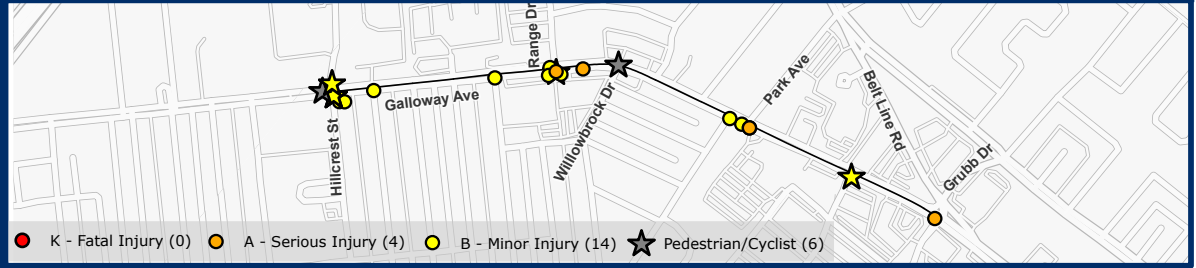 Range Dr
Park Ave
Galloway Ave
Belt Line Rd
Willlowbrock Dr
Hillcrest St
Grubb Dr
K - Fatal Injury (0)
A - Serious Injury (4)
B - Minor Injury (14)
Pedestrian/Cyclist (6)